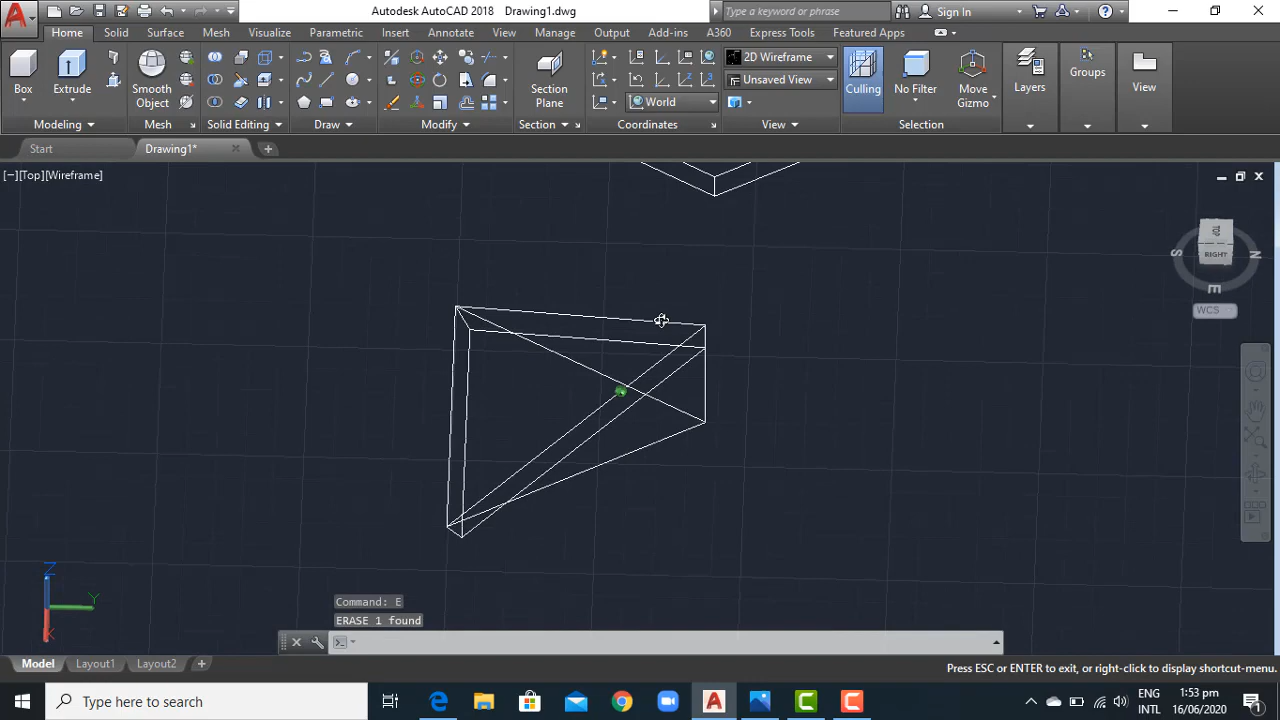 Autodesk AutoCAD 2018 Drawing1.dwg
Type a keyword or phrase
Sign In
Home Solid Surface Mesh Visualize Parametric Insert Annotate View Manage Output Add-ins A360 Express Tools Featured Apps
Box
Extrude
Smooth
Object
Section
Plane
2D Wireframe
Unsaved View
World
Culling
No Filter
Move
Gizmo
Layers
Groups
View
Modeling Mesh Solid Editing Draw Modify Section Coordinates View Selection
Start Drawing1*
[−][Top][Wireframe]
TOP
RIGHT
S N
E
WCS
Z
Y
X
Command: E
ERASE 1 found
Model Layout1 Layout2
Press ESC or ENTER to exit, or right-click to display shortcut-menu.
Type here to search
ENG
INTL
1:53 pm
16/06/2020
1